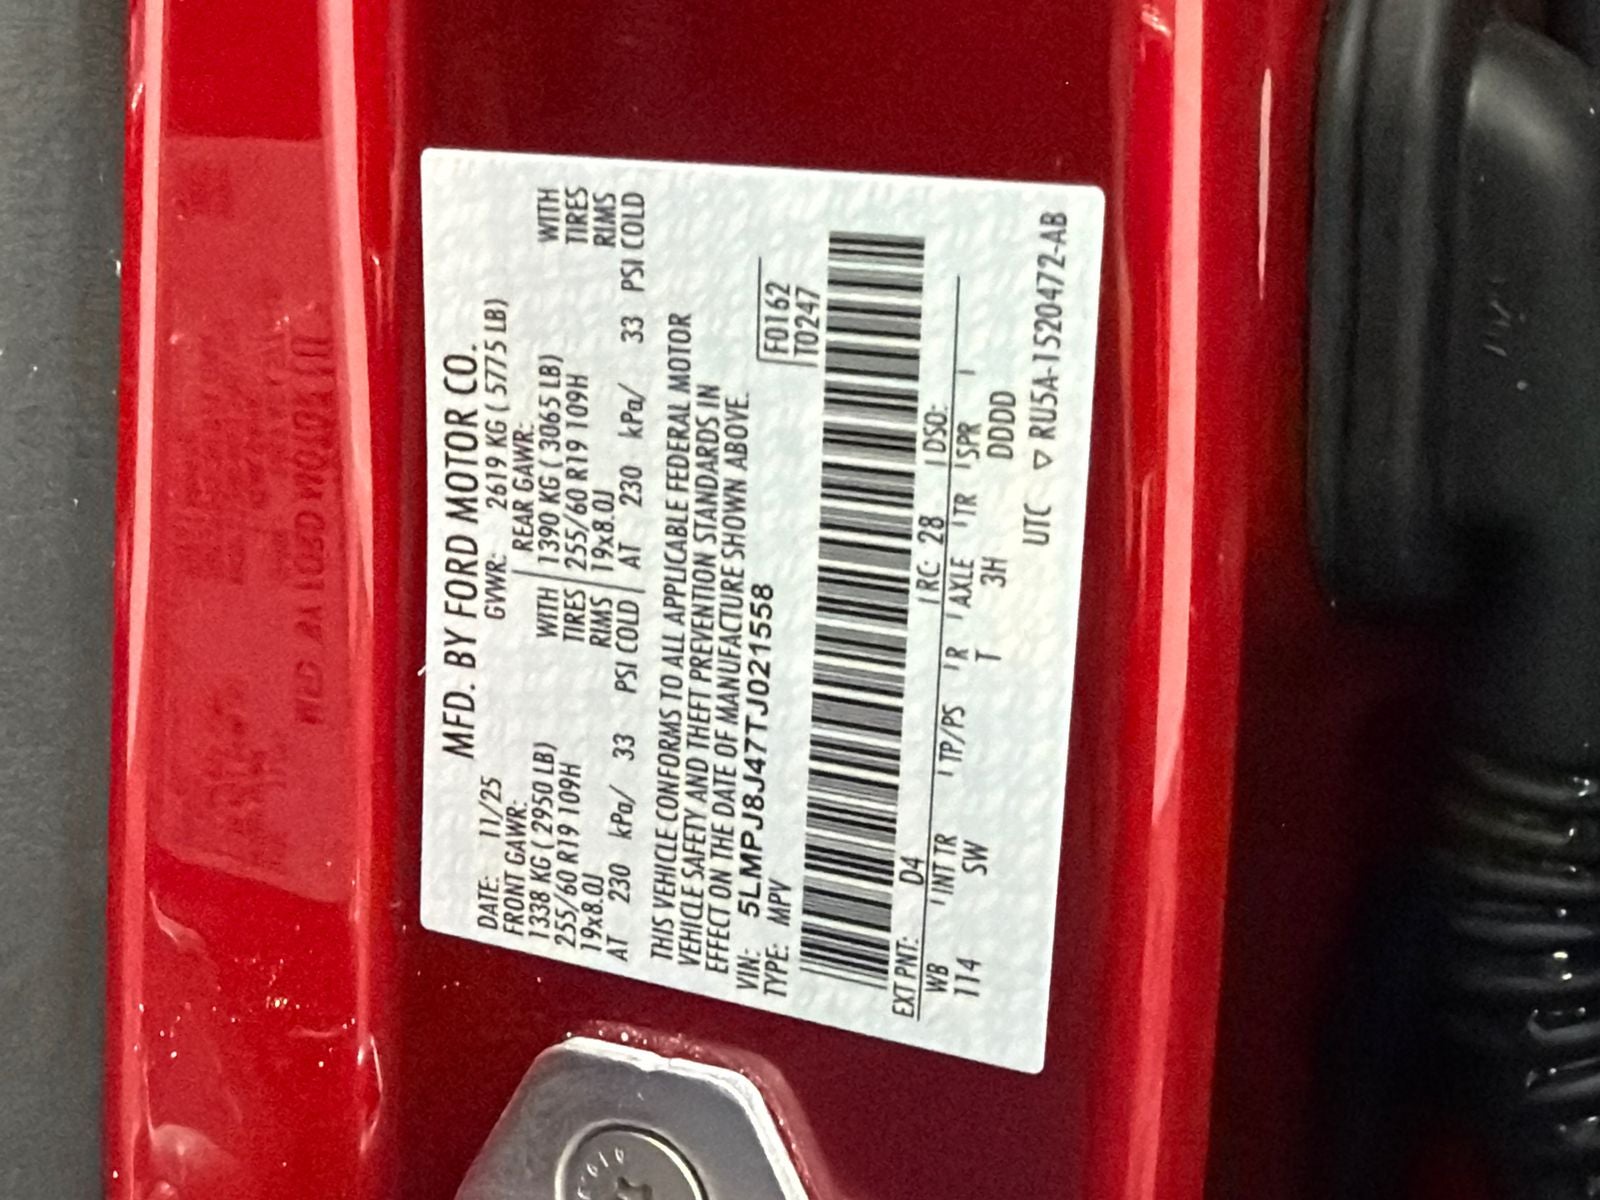 MFD. BY FORD MOTOR CO.
DATE: 11/25 GVWR: 2619 KG ( 5775 LB)
FRONT GAWR: REAR GAWR:
1338 KG ( 2950 LB) WITH 1390 KG ( 3065 LB) WITH
255/60 R19 109H TIRES 255/60 R19 109H TIRES
19x8.0J RIMS 19x8.0J RIMS
AT 230 kPa/ 33 PSI COLD AT 230 kPa/ 33 PSI COLD
THIS VEHICLE CONFORMS TO ALL APPLICABLE FEDERAL MOTOR
VEHICLE SAFETY AND THEFT PREVENTION STANDARDS IN
EFFECT ON THE DATE OF MANUFACTURE SHOWN ABOVE.
VIN: 5LMPJ8J47TJ021558 F0162
TYPE: MPV T0247
EXT PNT: D4 RC: 28 DSO:
WB INT TR TP/PS R AXLE TR SPR
114 SW T 3H DDDD
UTC ▽ RU5A-1520472-AB